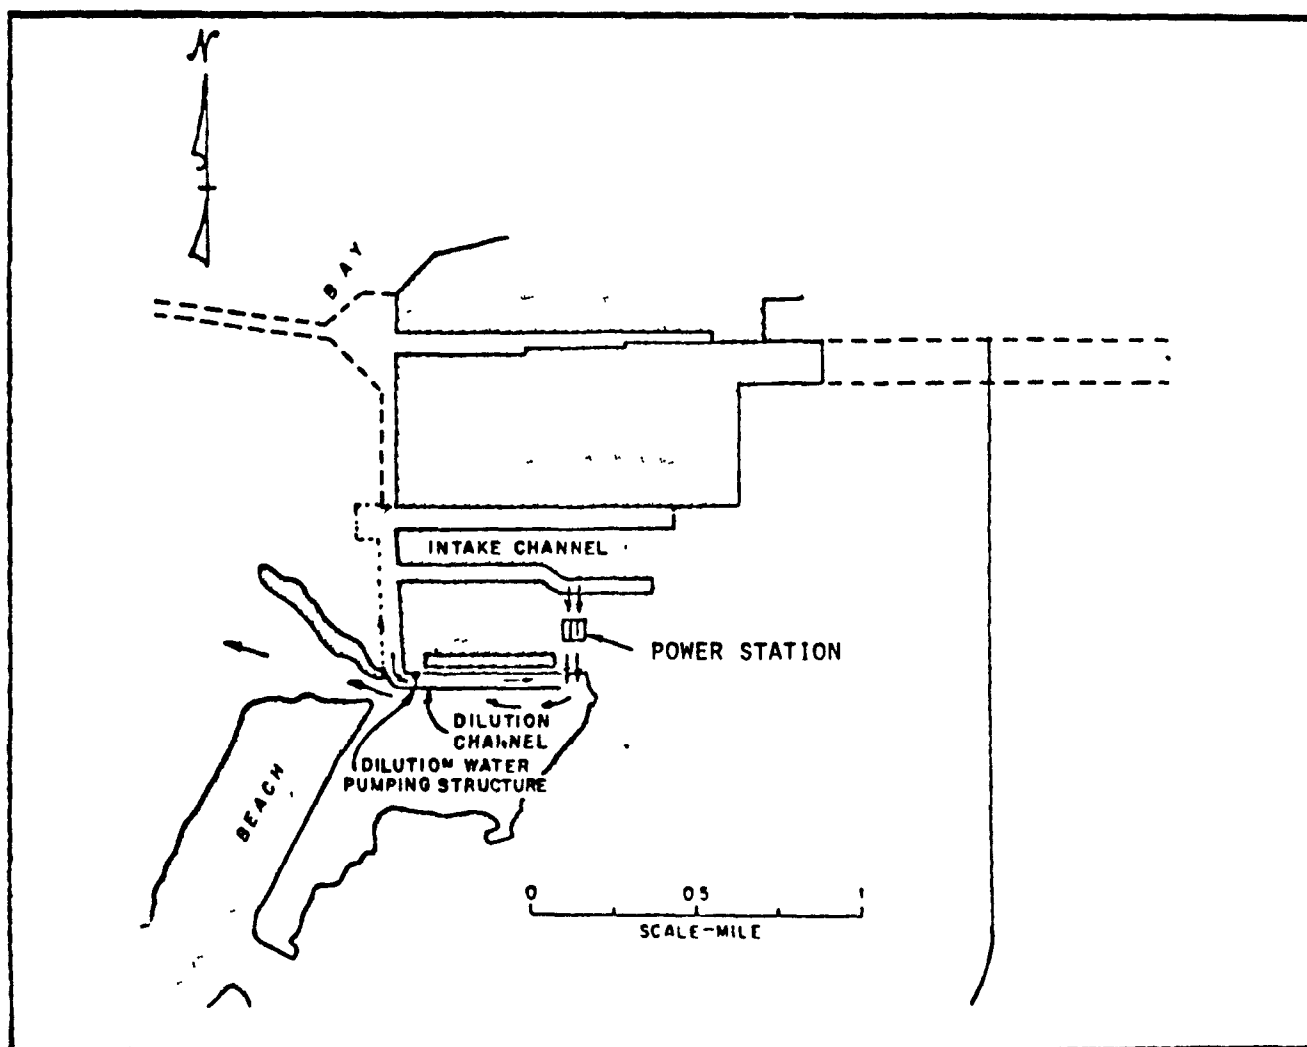 N
BAY
INTAKE CHANNEL
POWER STATION
DILUTION
CHANNEL
DILUTION WATER
PUMPING STRUCTURE
BEACH
0 0.5 1
SCALE-MILE